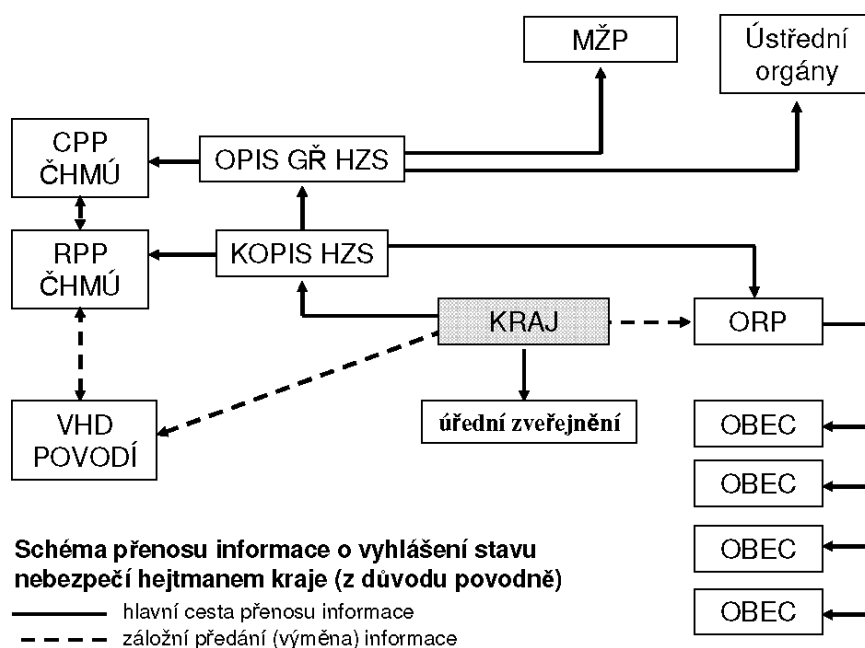 MŽP
Ústřední
orgány
CPP
ČHMÚ
OPIS GŘ HZS
RPP
ČHMÚ
KOPIS HZS
KRAJ
ORP
VHD
POVODÍ
úřední zveřejnění
OBEC
OBEC
OBEC
OBEC
Schéma přenosu informace o vyhlášení stavu
nebezpečí hejtmanem kraje (z důvodu povodně)
hlavní cesta přenosu informace
záložní předání (výměna) informace